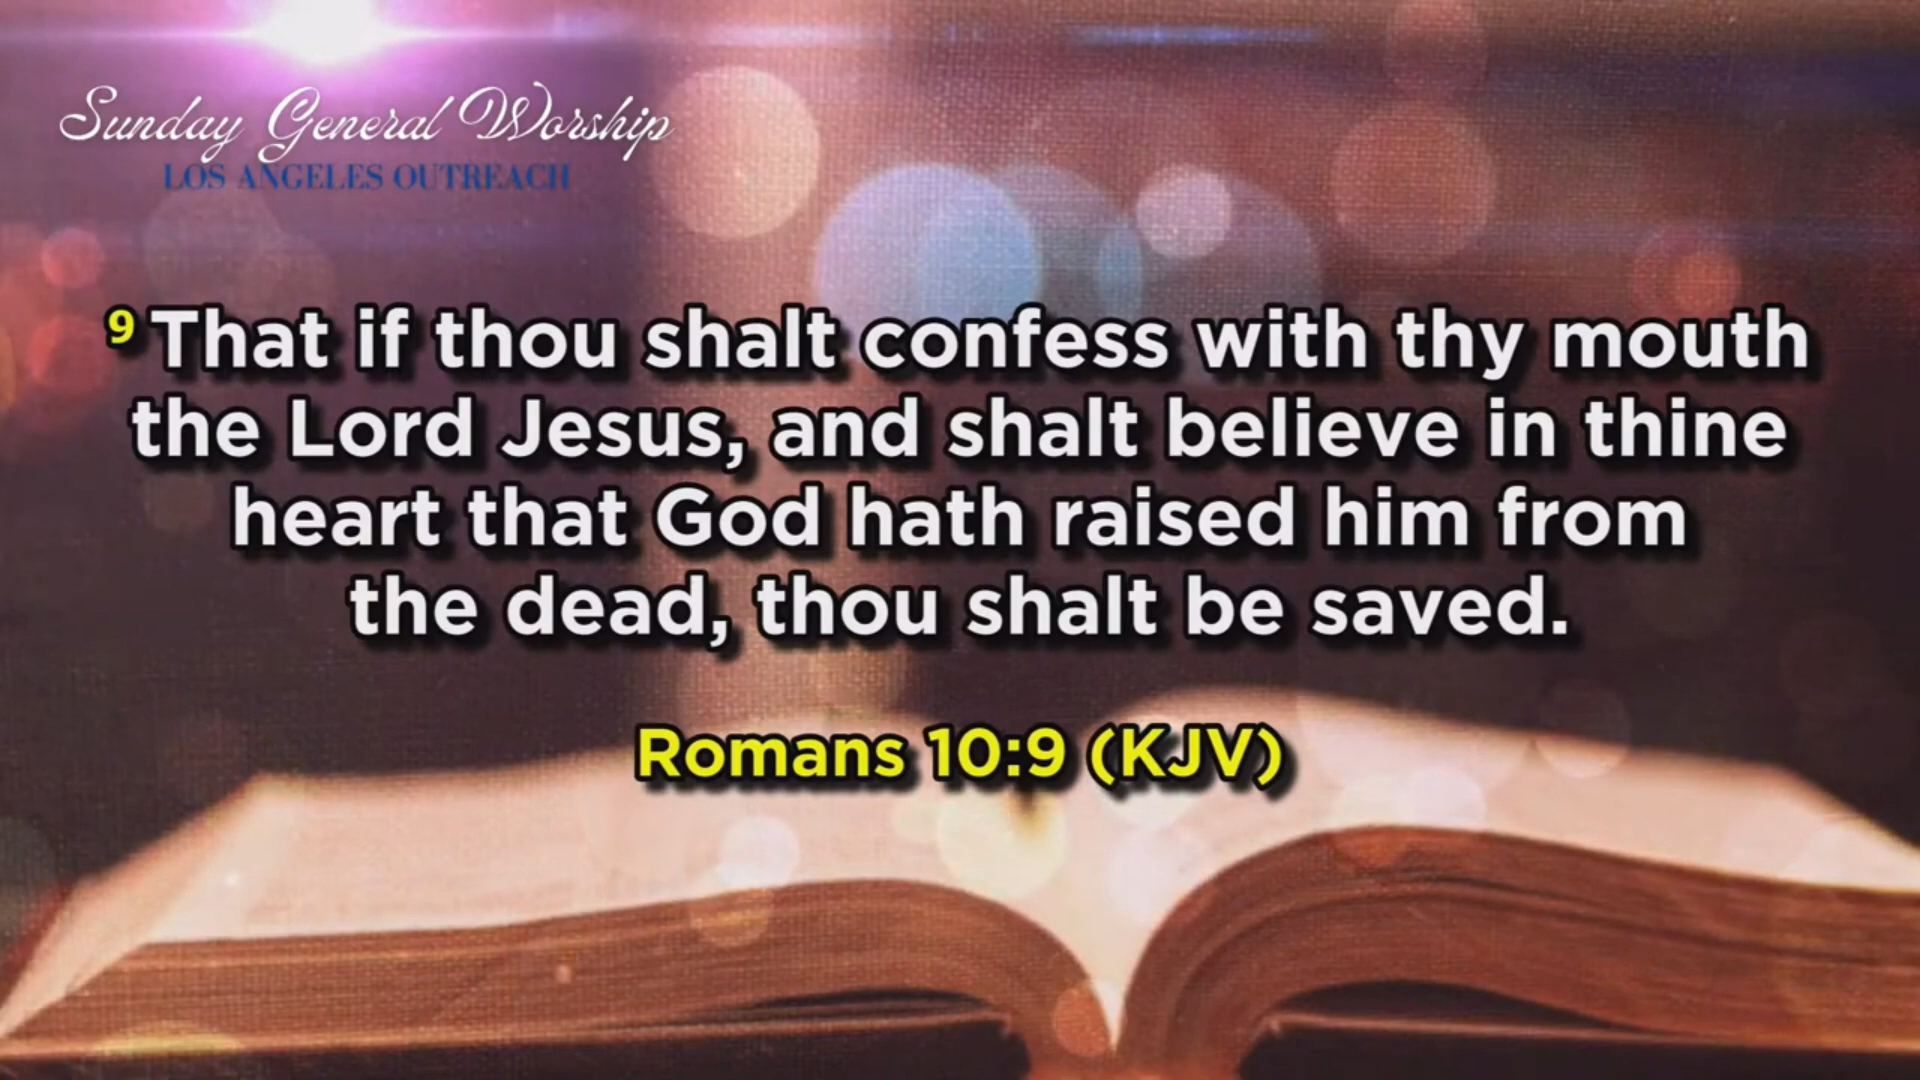 Sunday General Worship
LOS ANGELES OUTREACH
9 That if thou shalt confess with thy mouth
the Lord Jesus, and shalt believe in thine
heart that God hath raised him from
the dead, thou shalt be saved.
Romans 10:9 (KJV)